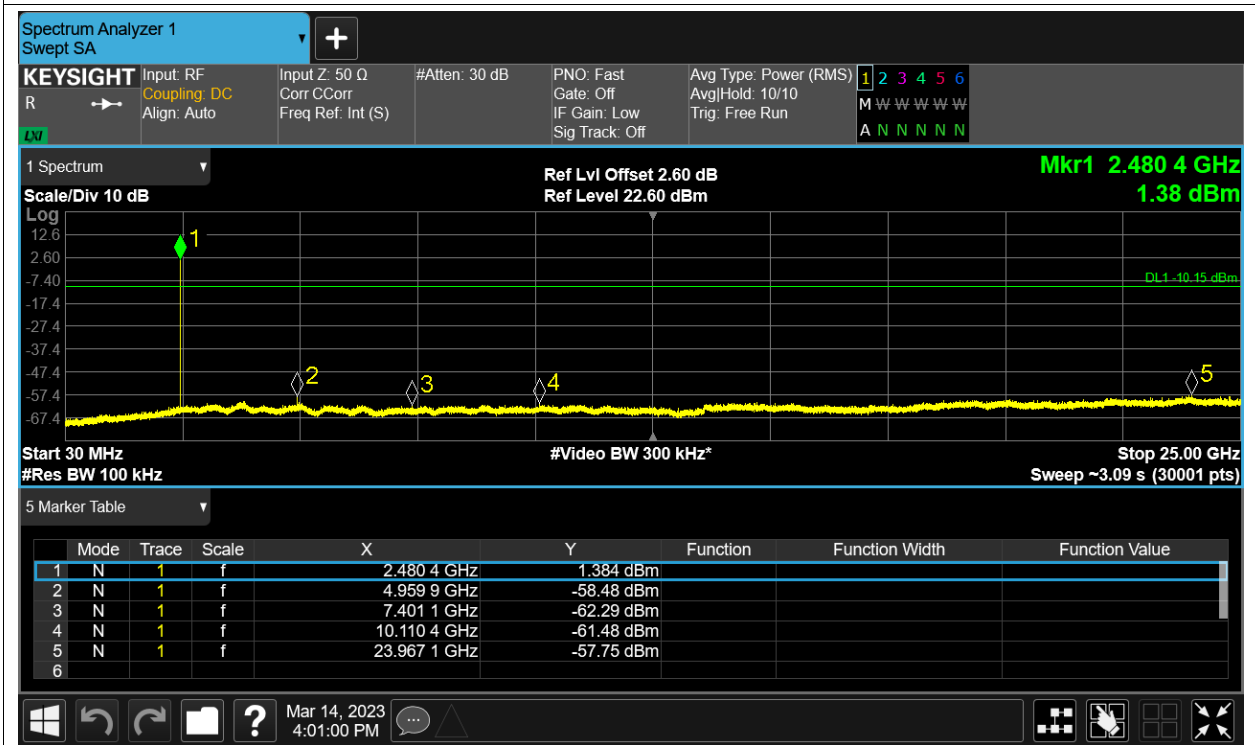 Spectrum Analyzer 1
Swept SA
KEYSIGHT Input: RF Input Z: 50 Ω #Atten: 30 dB PNO: Fast Avg Type: Power (RMS) 1 2 3 4 5 6
R Coupling: DC Corr CCorr Gate: Off Avg|Hold: 10/10 M W W W W W
Align: Auto Freq Ref: Int (S) IF Gain: Low Trig: Free Run
LXI Sig Track: Off A N N N N N
1 Spectrum Ref Lvl Offset 2.60 dB Mkr1 2.480 4 GHz
Scale/Div 10 dB Ref Level 22.60 dBm 1.38 dBm
Log
12.6 1
2.60
-7.40 DL1 -10.15 dBm
-17.4
-27.4
-37.4
-47.4 2 3 4 5
-57.4
-67.4
Start 30 MHz #Video BW 300 kHz* Stop 25.00 GHz
#Res BW 100 kHz Sweep ~3.09 s (30001 pts)
5 Marker Table
Mode Trace Scale X Y Function Function Width Function Value
1 N 1 f 2.480 4 GHz 1.384 dBm
2 N 1 f 4.959 9 GHz -58.48 dBm
3 N 1 f 7.401 1 GHz -62.29 dBm
4 N 1 f 10.110 4 GHz -61.48 dBm
5 N 1 f 23.967 1 GHz -57.75 dBm
6
? Mar 14, 2023
4:01:00 PM